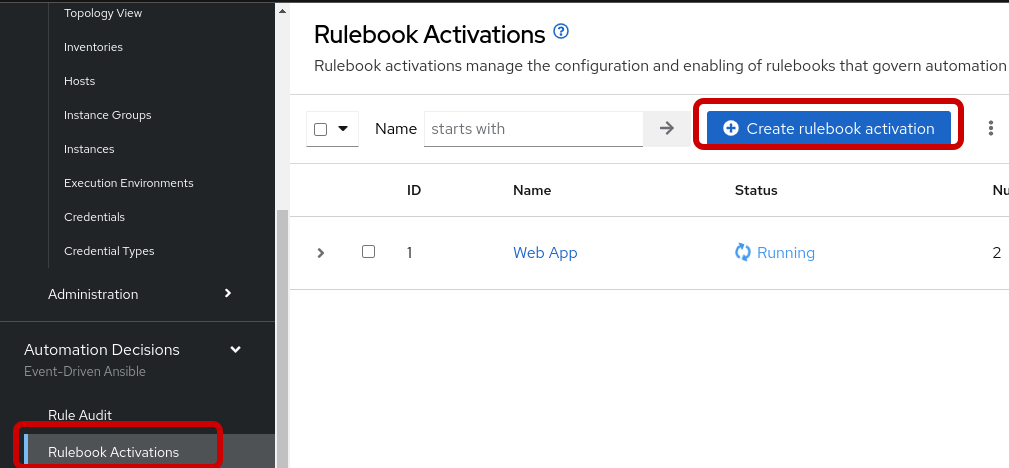 Topology View
Inventories
Hosts
Instance Groups
Instances
Execution Environments
Credentials
Credential Types
Administration
Automation Decisions
Event-Driven Ansible
Rule Audit
Rulebook Activations
Rulebook Activations
Rulebook activations manage the configuration and enabling of rulebooks that govern automation
Name starts with Create rulebook activation
ID Name Status Nu
1 Web App Running 2